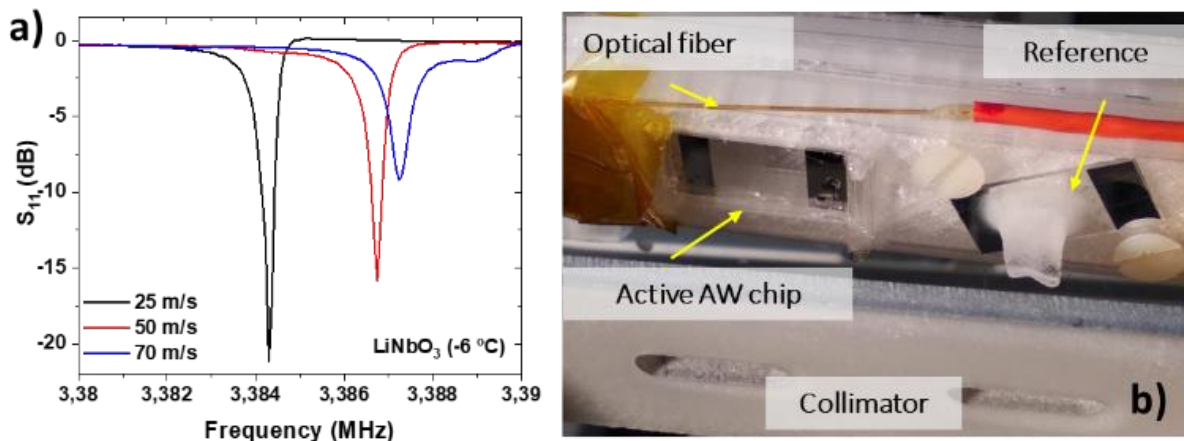 a)
0
-5
-10
-15
-20
S₁₁ (dB)
25 m/s
50 m/s
70 m/s
LiNbO₃ (-6 ºC)
3,38
3,382
3,384
3,386
3,388
3,39
Frequency (MHz)
Optical fiber
Reference
Active AW chip
Collimator
b)